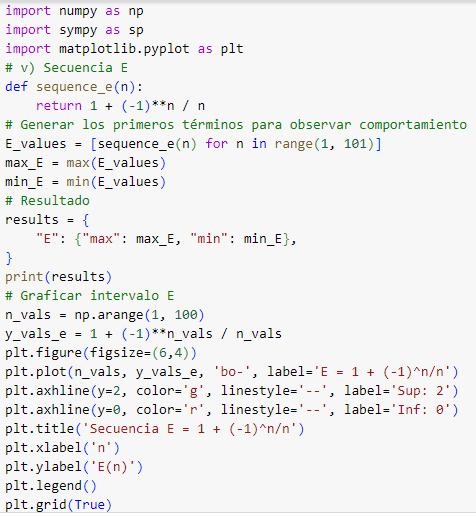 import numpy as np
import sympy as sp
import matplotlib.pyplot as plt
# v) Secuencia E
def sequence_e(n):
    return 1 + (-1)**n / n
# Generar los primeros términos para observar comportamiento
E_values = [sequence_e(n) for n in range(1, 101)]
max_E = max(E_values)
min_E = min(E_values)
# Resultado
results = {
    "E": {"max": max_E, "min": min_E},
}
print(results)
# Graficar intervalo E
n_vals = np.arange(1, 100)
y_vals_e = 1 + (-1)**n_vals / n_vals
plt.figure(figsize=(6,4))
plt.plot(n_vals, y_vals_e, 'bo-', label='E = 1 + (-1)^n/n')
plt.axhline(y=2, color='g', linestyle='--', label='Sup: 2')
plt.axhline(y=0, color='r', linestyle='--', label='Inf: 0')
plt.title('Secuencia E = 1 + (-1)^n/n')
plt.xlabel('n')
plt.ylabel('E(n)')
plt.legend()
plt.grid(True)